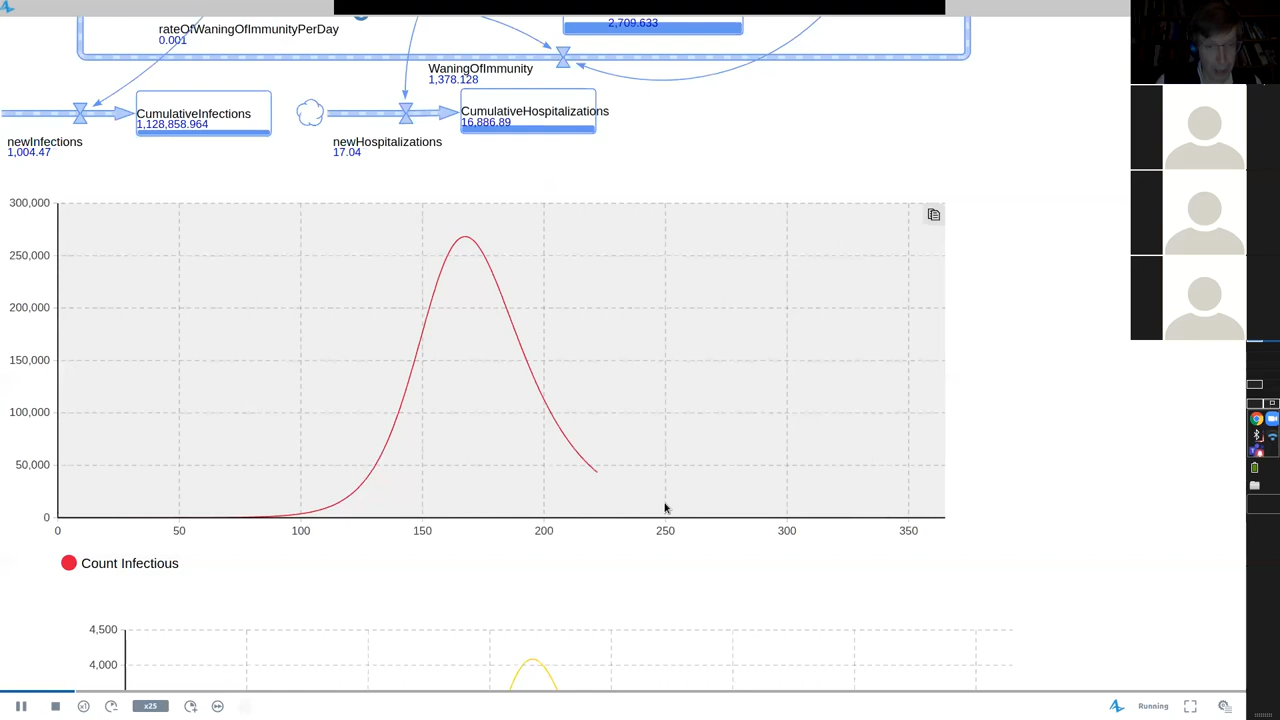 rateOfWaningOfImmunityPerDay
0.001
2,709.633
WaningOfImmunity
1,378.128
CumulativeInfections
1,128,858.964
CumulativeHospitalizations
16,886.89
newInfections
1,004.47
newHospitalizations
17.04
300,000
250,000
200,000
150,000
100,000
50,000
0
0 50 100 150 200 250 300 350
Count Infectious
4,500
4,000
x1
x25
Running